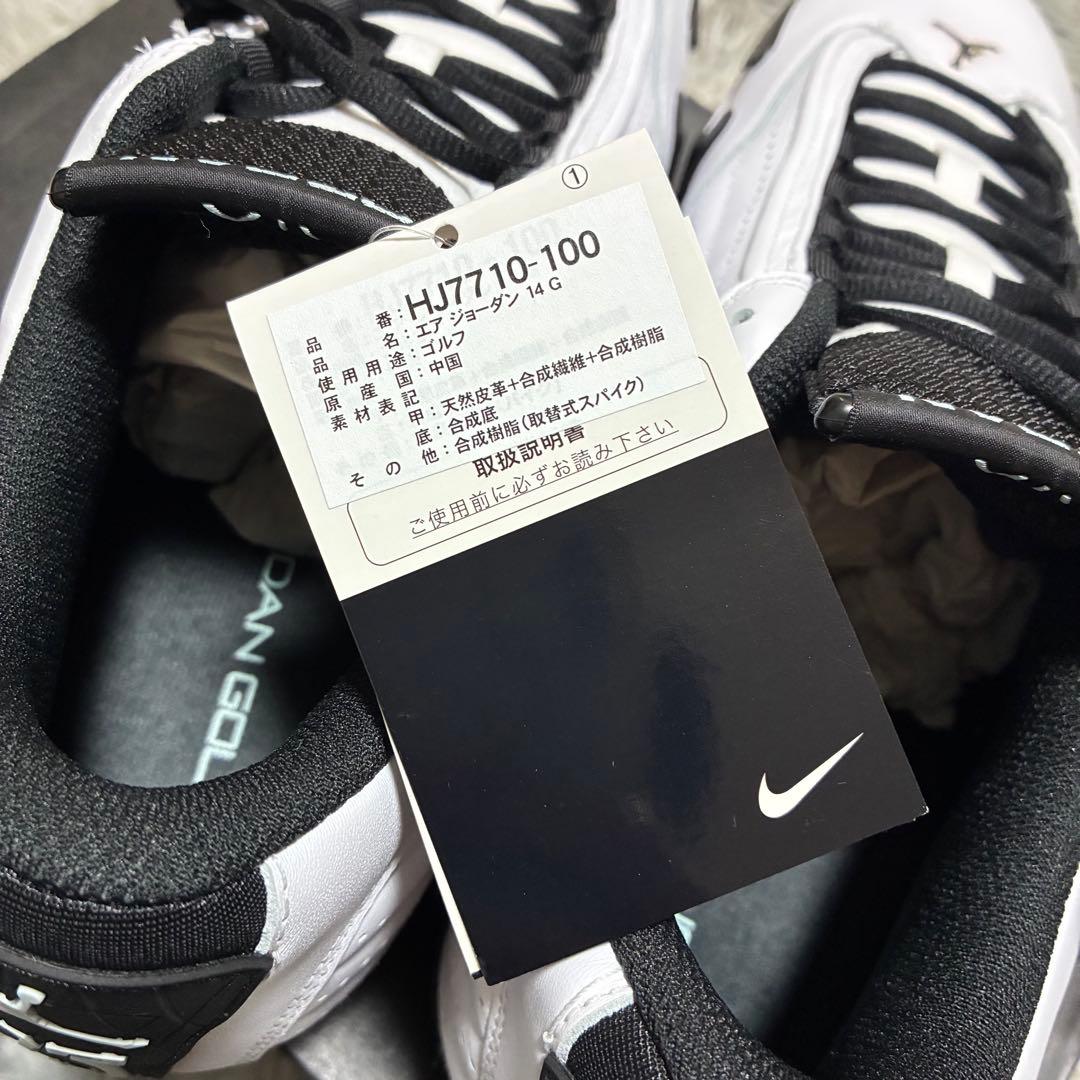 ①
品番：HJ7710-100
品名：エア ジョーダン 14 G
使用用途：ゴルフ
原産国：中国
素材表記 甲：天然皮革+合成繊維+合成樹脂
底：合成底
その他：合成樹脂(取替式スパイク)
取扱説明書
ご使用前に必ずお読み下さい
DAN GOL